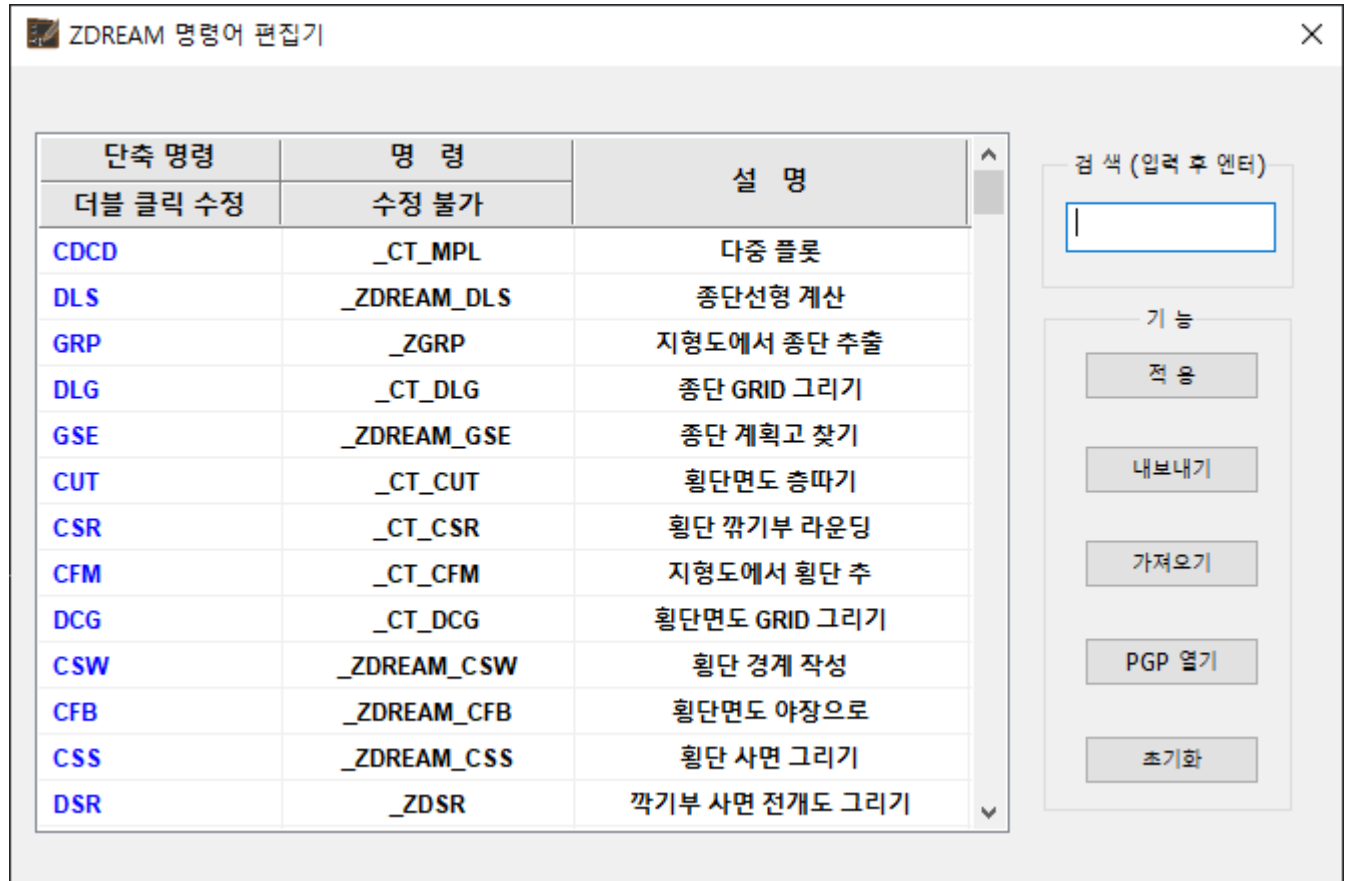 ZDREAM 명령어 편집기
단축 명령 명 령 설 명
더블 클릭 수정 수정 불가
CDCD _CT_MPL 다중 플롯
DLS _ZDREAM_DLS 종단선형 계산
GRP _ZGRP 지형도에서 종단 추출
DLG _CT_DLG 종단 GRID 그리기
GSE _ZDREAM_GSE 종단 계획고 찾기
CUT _CT_CUT 횡단면도 층따기
CSR _CT_CSR 횡단 깎기부 라운딩
CFM _CT_CFM 지형도에서 횡단 추
DCG _CT_DCG 횡단면도 GRID 그리기
CSW _ZDREAM_CSW 횡단 경계 작성
CFB _ZDREAM_CFB 횡단면도 야장으로
CSS _ZDREAM_CSS 횡단 사면 그리기
DSR _ZDSR 깍기부 사면 전개도 그리기
검 색 (입력 후 엔터)
기 능
적 용
내보내기
가져오기
PGP 열기
초기화